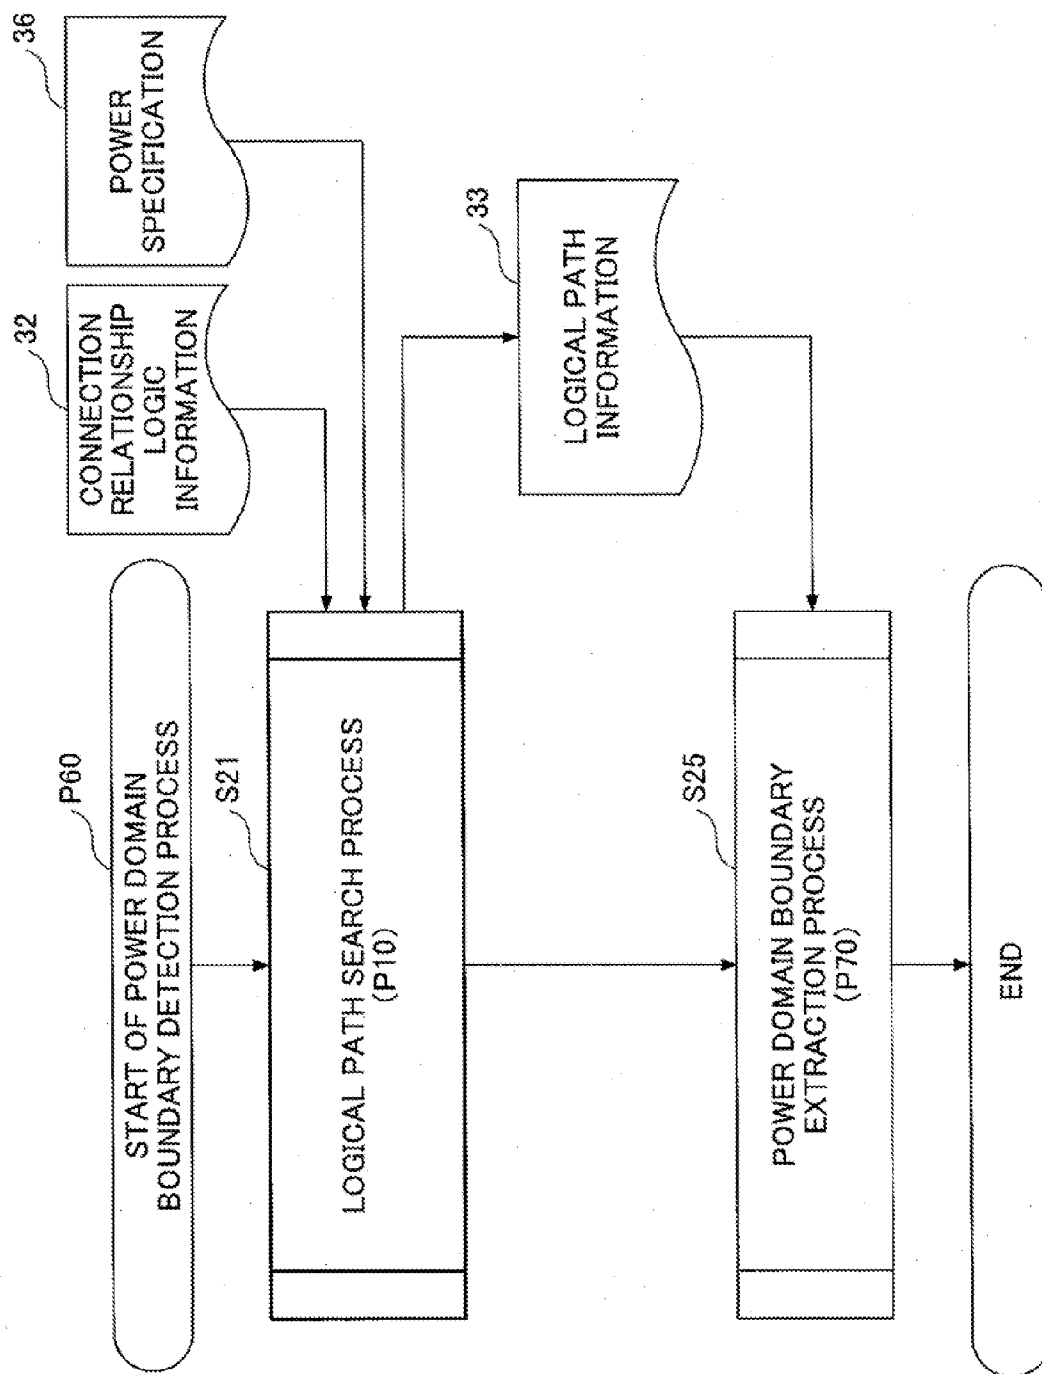 P60
START OF POWER DOMAIN
BOUNDARY DETECTION PROCESS
32
CONNECTION
RELATIONSHIP
LOGIC
INFORMATION
36
POWER
SPECIFICATION
S21
LOGICAL PATH SEARCH PROCESS
(P10)
33
LOGICAL PATH
INFORMATION
S25
POWER DOMAIN BOUNDARY
EXTRACTION PROCESS
(P70)
END